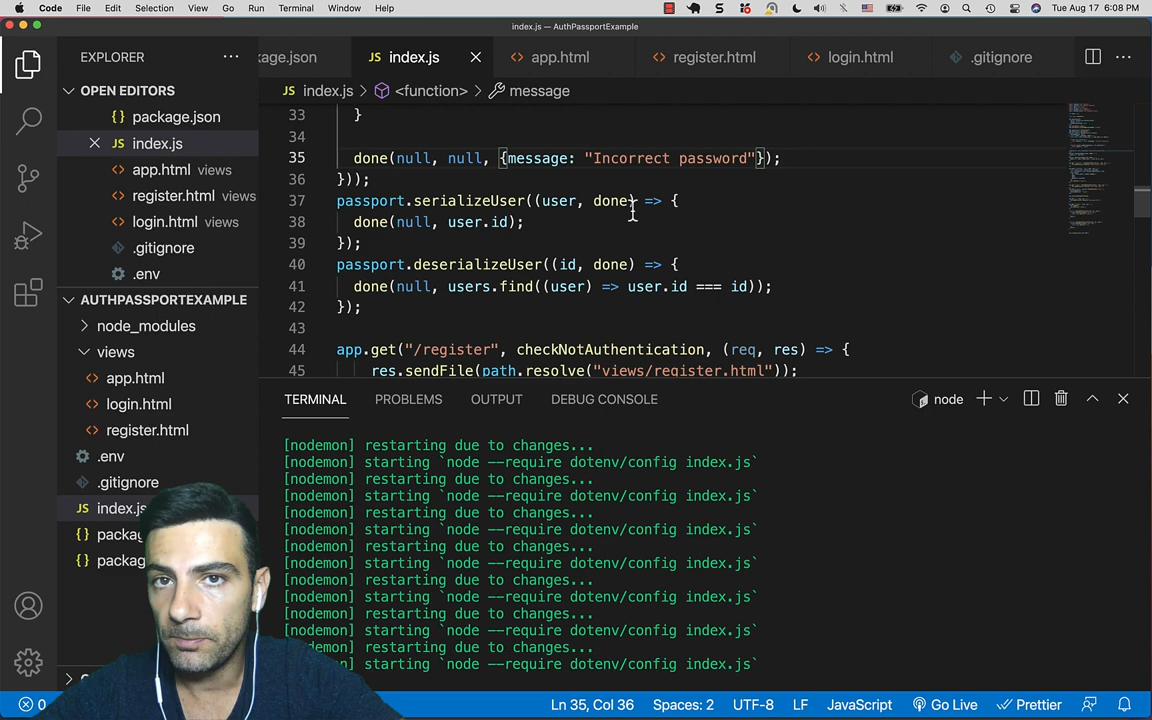 Code File Edit Selection View Go Run Terminal Window Help Tue Aug 17 6:08 PM
index.js — AuthPassportExample
EXPLORER
kage.json index.js app.html register.html login.html .gitignore
OPEN EDITORS
package.json
index.js
app.html views
register.html views
login.html views
.gitignore
.env
AUTHPASSPORTEXAMPLE
node_modules
views
app.html
login.html
register.html
.env
.gitignore
JS index.js
{} packa
{} packa
index.js > <function> > message
33 }
34
35 done(null, null, {message: "Incorrect password"});
36 }));
37 passport.serializeUser((user, done) => {
38 done(null, user.id);
39 });
40 passport.deserializeUser((id, done) => {
41 done(null, users.find((user) => user.id === id));
42 });
43
44 app.get("/register", checkNotAuthentication, (req, res) => {
45 res.sendFile(path.resolve("views/register.html"));
TERMINAL PROBLEMS OUTPUT DEBUG CONSOLE node
[nodemon] restarting due to changes...
[nodemon] starting `node --require dotenv/config index.js`
[nodemon] restarting due to changes...
[nodemon] starting `node --require dotenv/config index.js`
[nodemon] restarting due to changes...
[nodemon] starting `node --require dotenv/config index.js`
[nodemon] restarting due to changes...
[nodemon] starting `node --require dotenv/config index.js`
[nodemon] restarting due to changes...
[nodemon] starting `node --require dotenv/config index.js`
[nodemon] restarting due to changes...
[nodemon] starting `node --require dotenv/config index.js`
[nodemon] restarting due to changes...
[nodemon] starting `node --require dotenv/config index.js`
0 Ln 35, Col 36 Spaces: 2 UTF-8 LF JavaScript Go Live Prettier